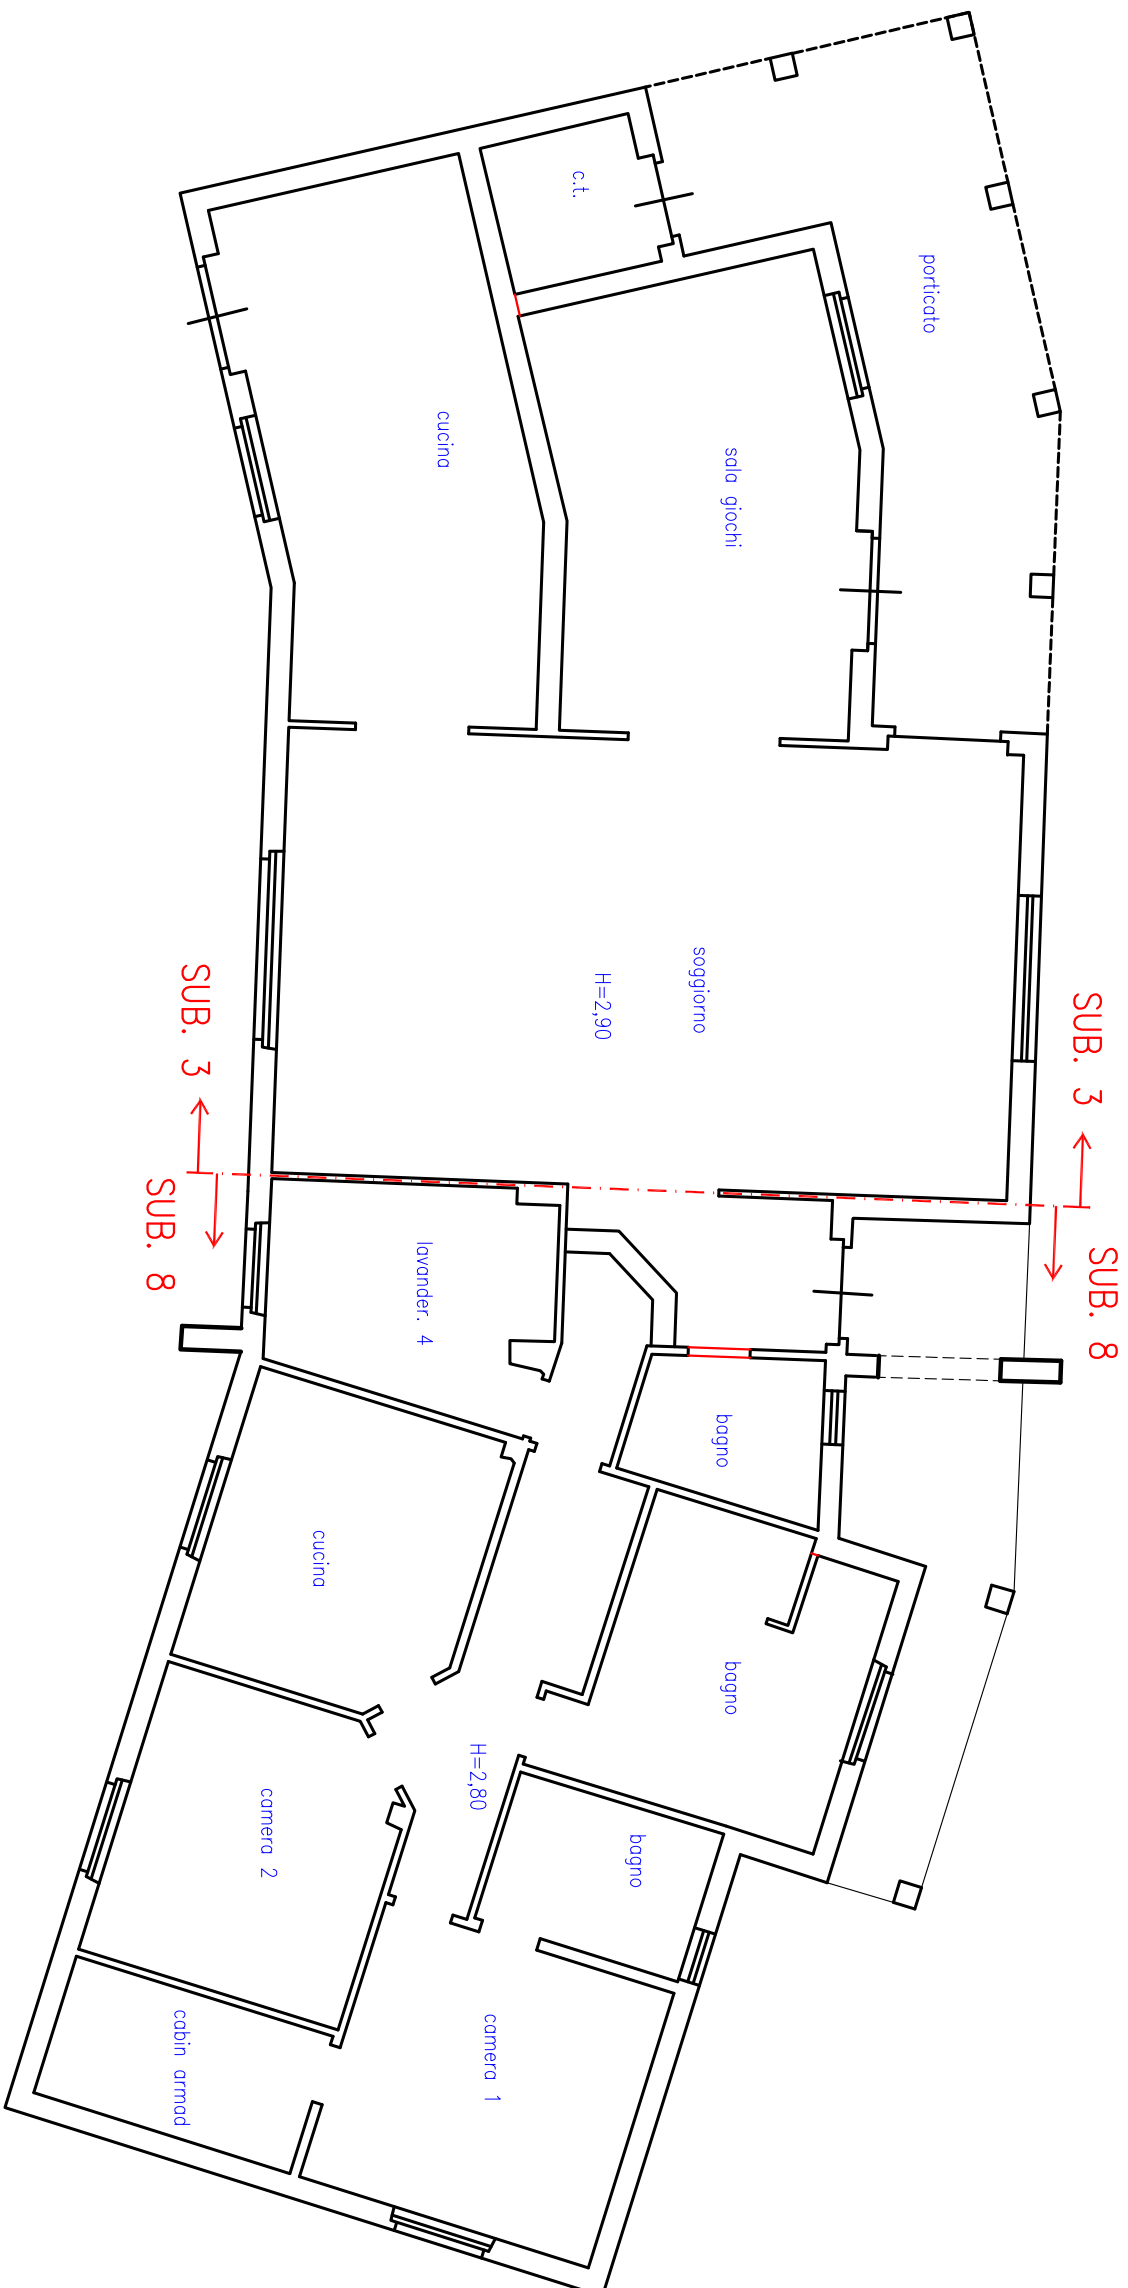 c.t.
porticato
cucina
sala giochi
soggiorno
H=2,90
SUB. 3
SUB. 3
SUB. 8
SUB. 8
lavander. 4
bagno
cucina
bagno
H=2,80
camera 2
bagno
cabin armad
camera 1